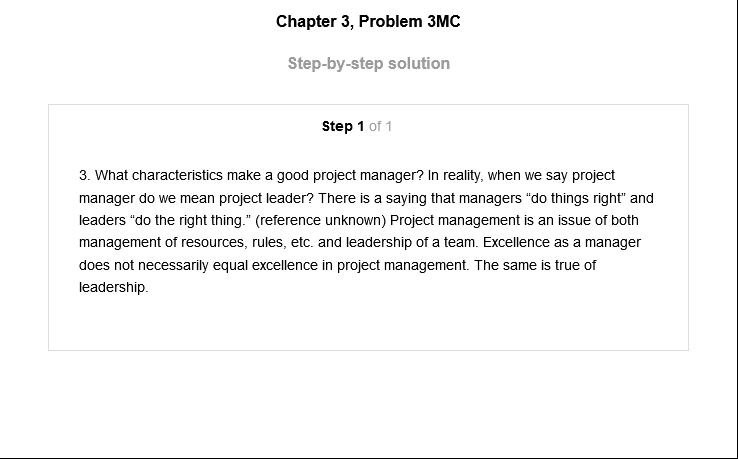 Chapter 3, Problem 3MC
Step-by-step solution
Step 1 of 1
3. What characteristics make a good project manager? In reality, when we say project
manager do we mean project leader? There is a saying that managers “do things right” and
leaders “do the right thing.” (reference unknown) Project management is an issue of both
management of resources, rules, etc. and leadership of a team. Excellence as a manager
does not necessarily equal excellence in project management. The same is true of
leadership.